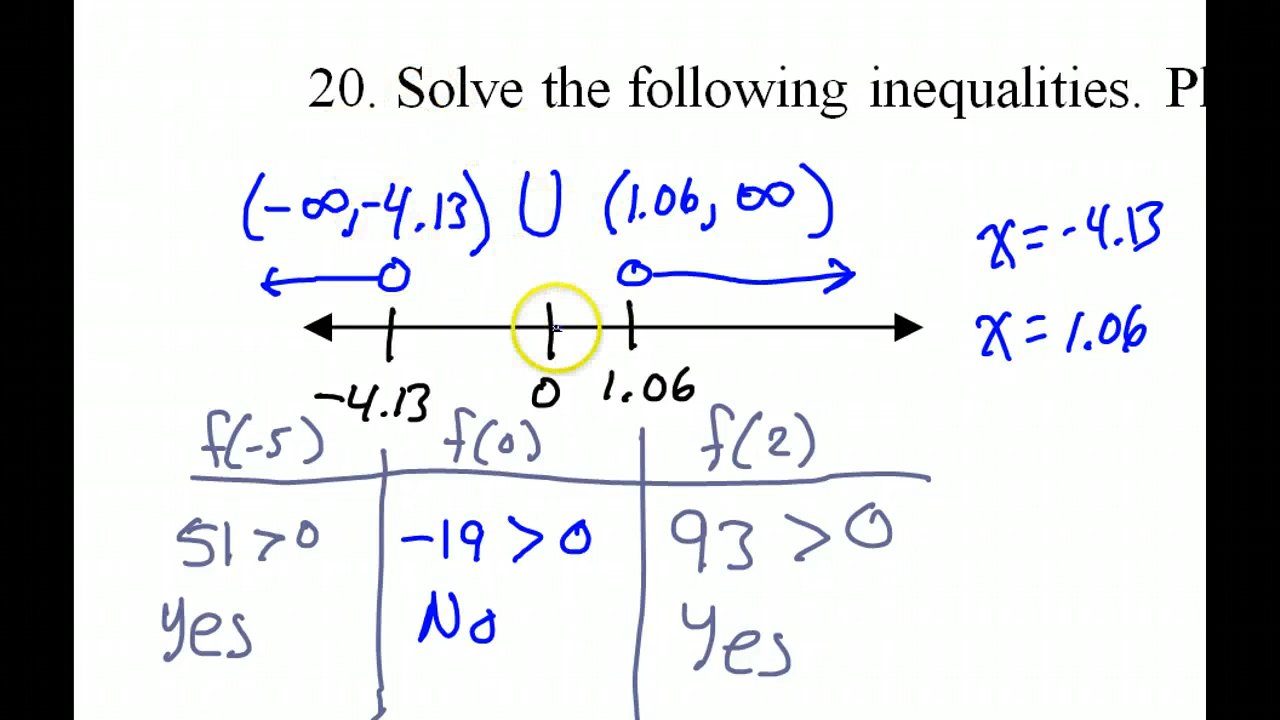 20. Solve the following inequalities. Pl
(-∞,-4.13) ∪ (1.06, ∞)
x = -4.13
x = 1.06
-4.13 0 1.06
f(-5) f(0) f(2)
51 > 0 -19 > 0 93 > 0
Yes No Yes